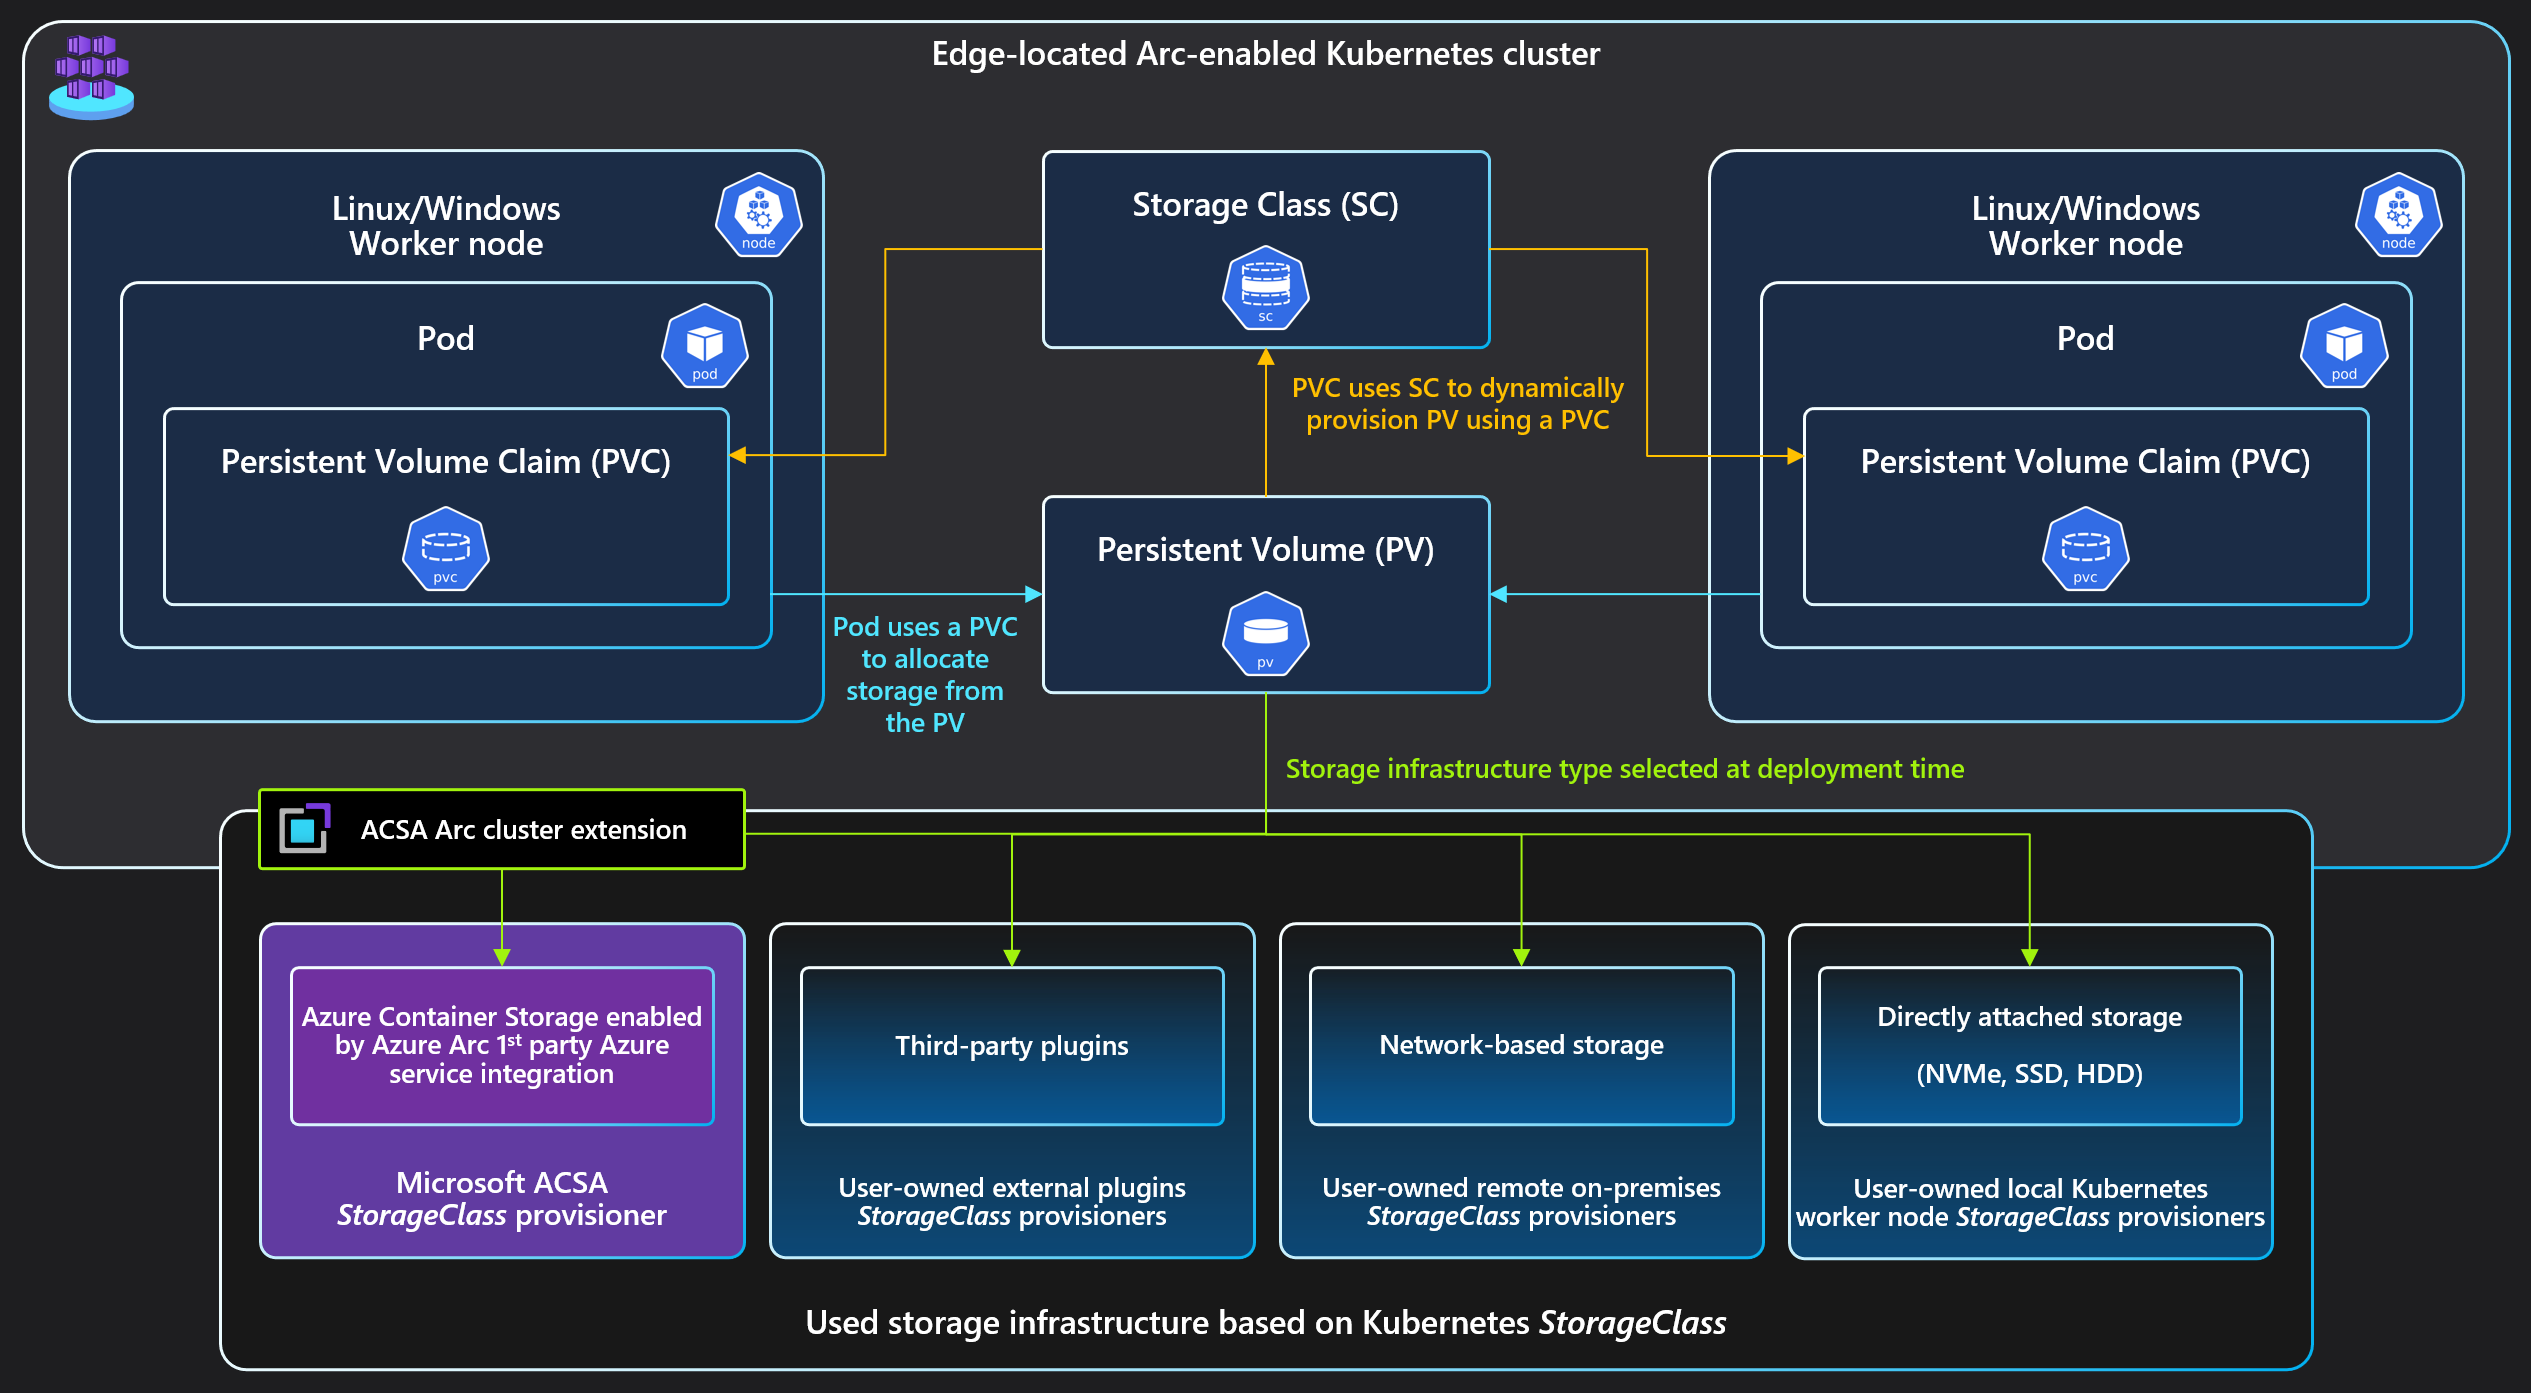 Edge-located Arc-enabled Kubernetes cluster
Linux/Windows
Worker node
node
Pod
pod
Persistent Volume Claim (PVC)
pvc
Storage Class (SC)
sc
PVC uses SC to dynamically
provision PV using a PVC
Persistent Volume (PV)
pv
Linux/Windows
Worker node
node
Pod
pod
Persistent Volume Claim (PVC)
pvc
Pod uses a PVC
to allocate
storage from
the PV
Storage infrastructure type selected at deployment time
ACSA Arc cluster extension
Azure Container Storage enabled
by Azure Arc 1st party Azure
service integration
Microsoft ACSA
StorageClass provisioner
Third-party plugins
User-owned external plugins
StorageClass provisioners
Network-based storage
User-owned remote on-premises
StorageClass provisioners
Directly attached storage
(NVMe, SSD, HDD)
User-owned local Kubernetes
worker node StorageClass provisioners
Used storage infrastructure based on Kubernetes StorageClass